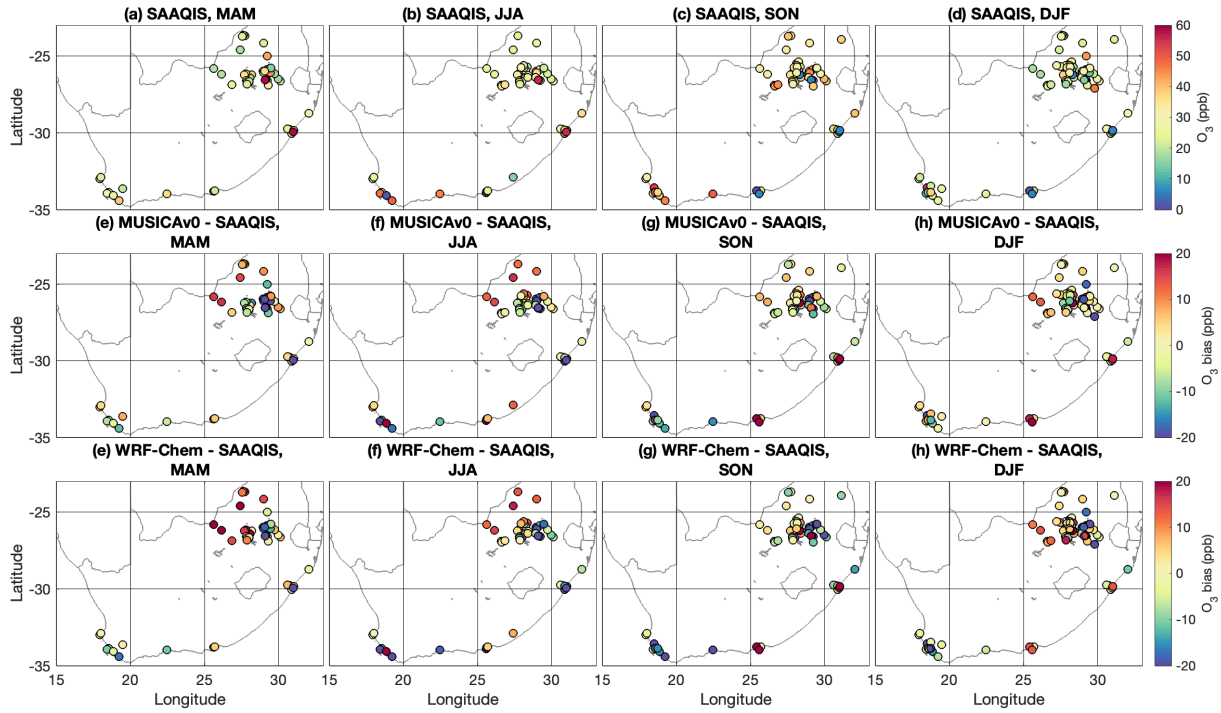 (a) SAAQIS, MAM
(b) SAAQIS, JJA
(c) SAAQIS, SON
(d) SAAQIS, DJF
-25
-30
-35
Latitude
60
50
40
30
20
10
0
O3 (ppb)
(e) MUSICAv0 - SAAQIS,
MAM
(f) MUSICAv0 - SAAQIS,
JJA
(g) MUSICAv0 - SAAQIS,
SON
(h) MUSICAv0 - SAAQIS,
DJF
-25
-30
-35
Latitude
20
10
0
-10
-20
O3 bias (ppb)
(e) WRF-Chem - SAAQIS,
MAM
(f) WRF-Chem - SAAQIS,
JJA
(g) WRF-Chem - SAAQIS,
SON
(h) WRF-Chem - SAAQIS,
DJF
-25
-30
-35
Latitude
20
10
0
-10
-20
O3 bias (ppb)
15 20 25 30
15 20 25 30
15 20 25 30
15 20 25 30
Longitude
Longitude
Longitude
Longitude